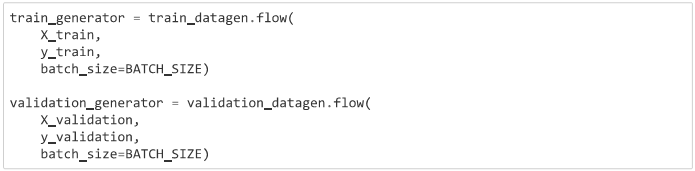 train_generator = train_datagen.flow(
    X_train,
    y_train,
    batch_size=BATCH_SIZE)

validation_generator = validation_datagen.flow(
    X_validation,
    y_validation,
    batch_size=BATCH_SIZE)